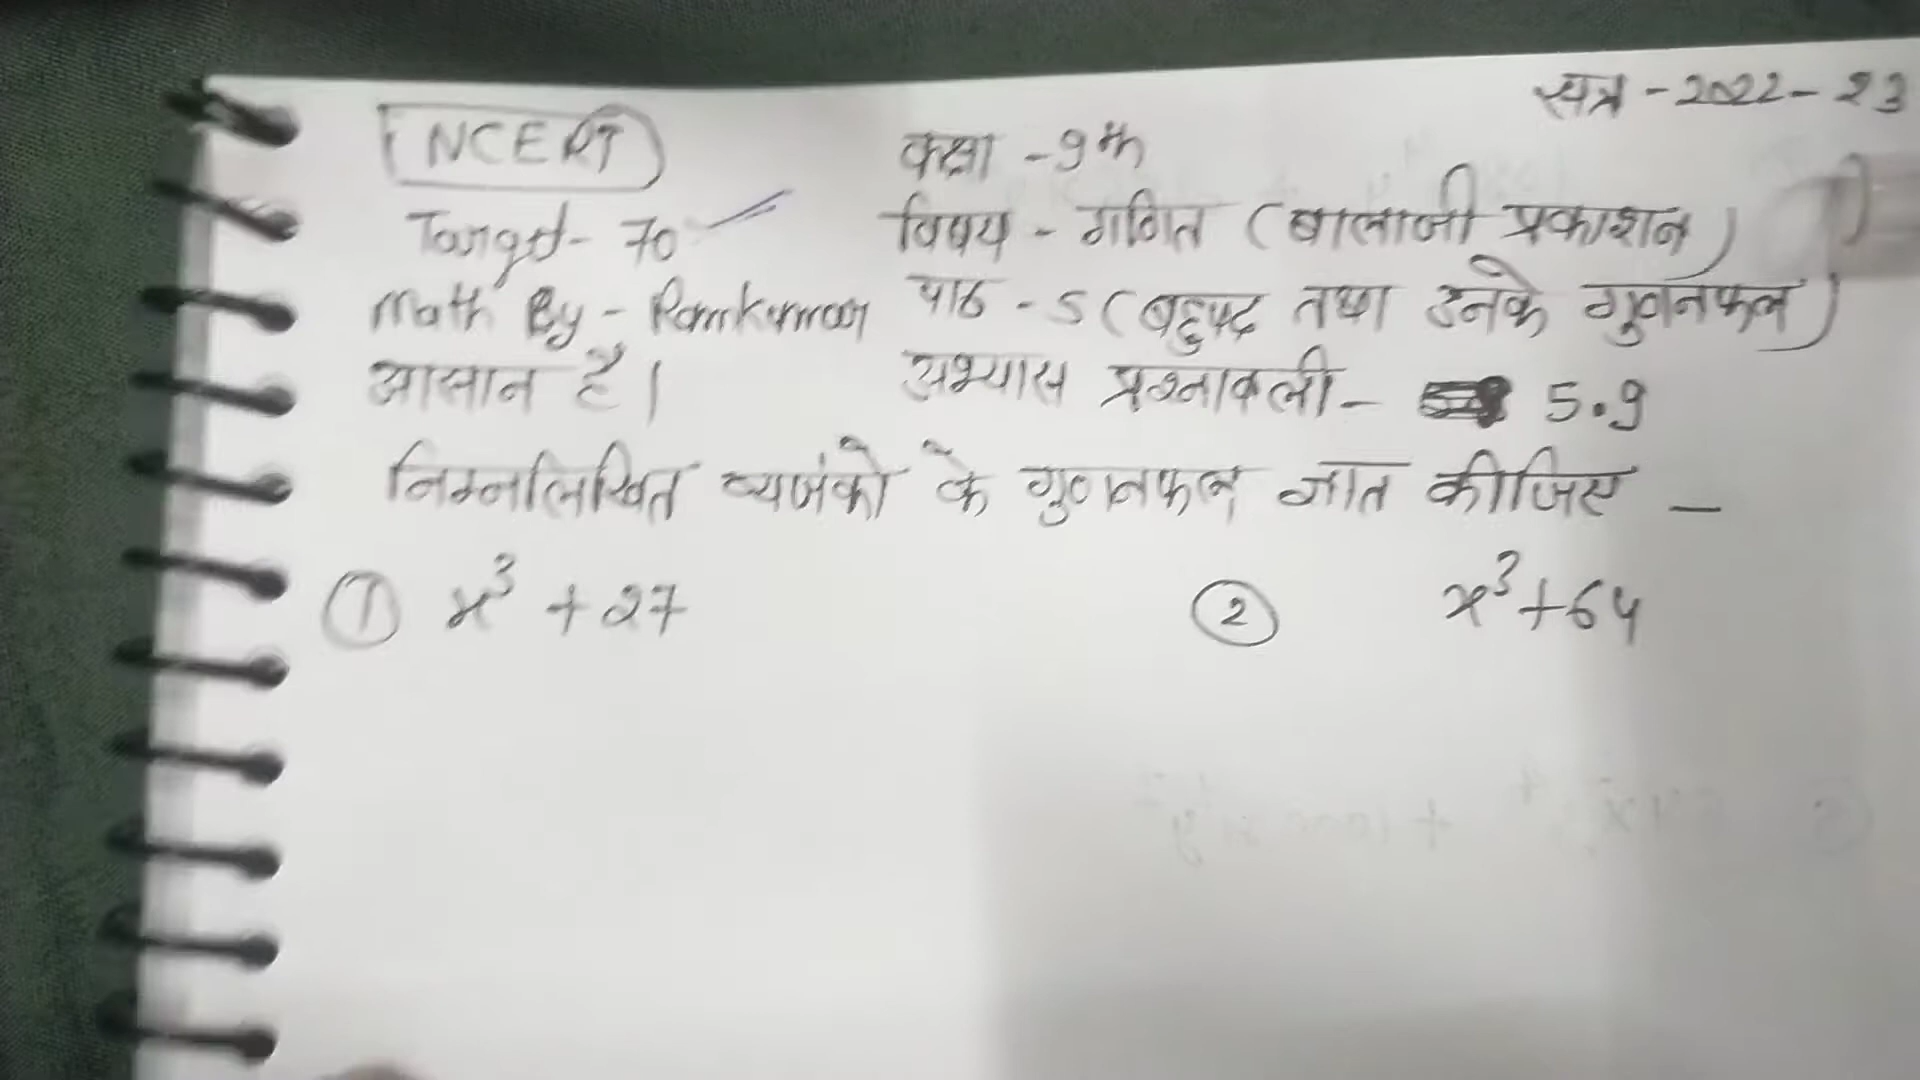 सत्र - 2022 - 23
NCERT
कक्षा - 9th
Target - 70
विषय - गणित (बालाजी प्रकाशन)
Math By - Ramkumar
पाठ - 5 (बहुपद तथा उनके गुणनफल)
आसान है।
अभ्यास प्रश्नावली - 5.9
निम्नलिखित व्यजंको के गुणनफल ज्ञात कीजिए -
① x³ + 27
② x³ + 64